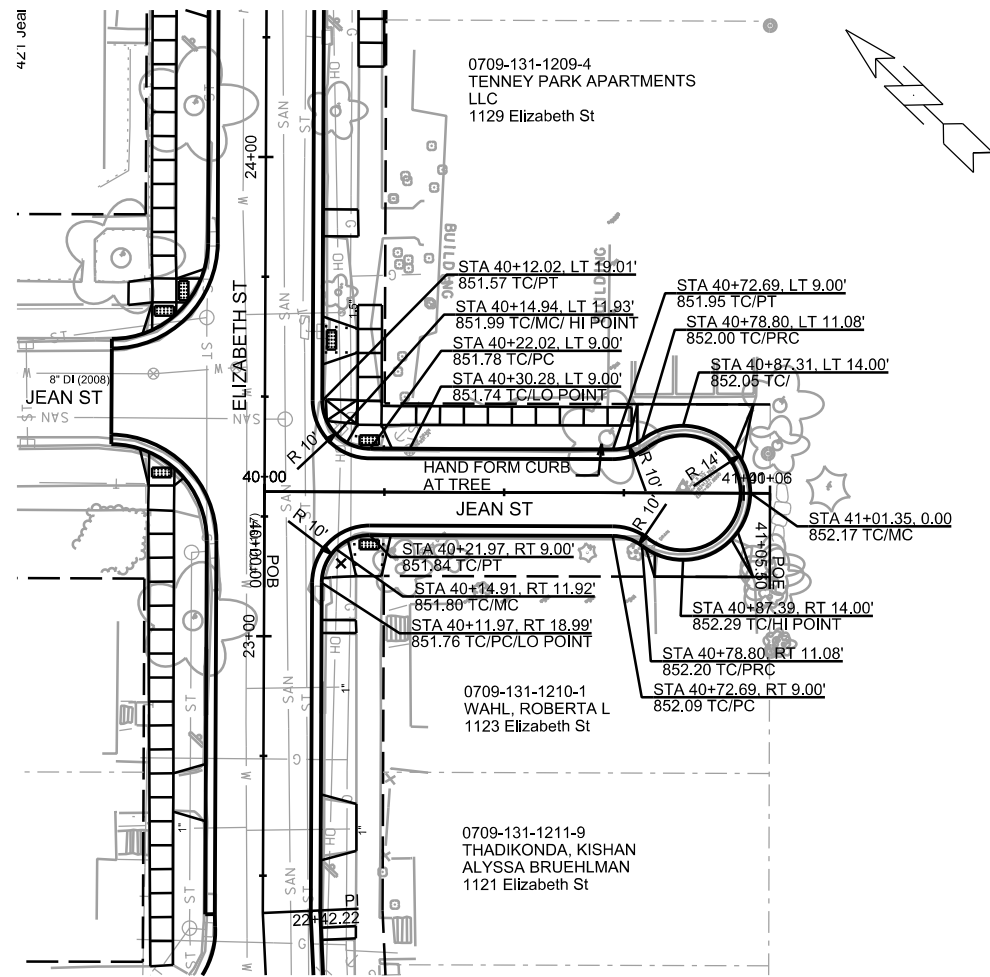 421 Jean
0709-131-1209-4
TENNEY PARK APARTMENTS
LLC
1129 Elizabeth St
24+00
ELIZABETH ST
SAN
ST
W
G
OH
BUILDING
STA 40+12.02, LT 19.01'
851.57 TC/PT
STA 40+14.94, LT 11.93'
851.99 TC/MC/ HI POINT
STA 40+22.02, LT 9.00'
851.78 TC/PC
STA 40+30.28, LT 9.00'
851.74 TC/LO POINT
STA 40+72.69, LT 9.00'
851.95 TC/PT
STA 40+78.80, LT 11.08'
852.00 TC/PRC
STA 40+87.31, LT 14.00'
852.05 TC/
8" DI (2008)
JEAN ST
SAN
R 10'
HAND FORM CURB
AT TREE
R 10'
R 14'
R 10'
40+00
JEAN ST
R 10'
STA 41+01.35, 0.00
852.17 TC/MC
41+05.50
POE
40+00.00
POB
23+00
STA 40+21.97, RT 9.00'
851.84 TC/PT
STA 40+14.91, RT 11.92'
851.80 TC/MC
STA 40+11.97, RT 18.99'
851.76 TC/PC/LO POINT
STA 40+87.39, RT 14.00'
852.29 TC/HI POINT
STA 40+78.80, RT 11.08'
852.20 TC/PRC
STA 40+72.69, RT 9.00'
852.09 TC/PC
0709-131-1210-1
WAHL, ROBERTA L
1123 Elizabeth St
0709-131-1211-9
THADIKONDA, KISHAN
ALYSSA BRUEHLMAN
1121 Elizabeth St
PI
22+42.22